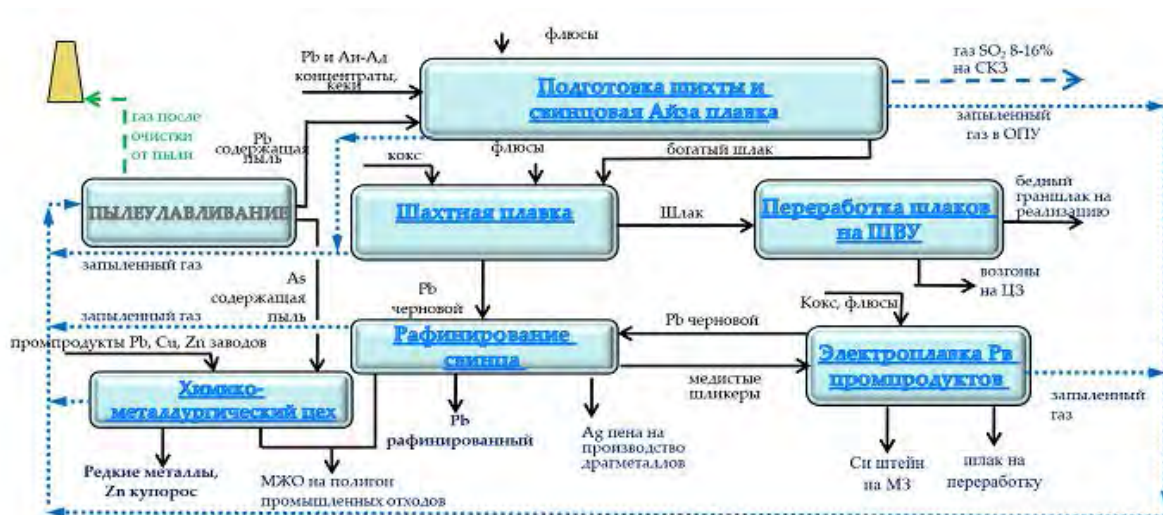 флюсы
Pb и Аи-Ад
концентраты,
кеки
Подготовка шихты и
свинцовая Айза плавка
газ SO₂ 8-16%
на СКЗ
запыленный
газ в ОПУ
газ после
очистки
от пыли
Pb
содержащая
пыль
кокс
флюсы
богатый шлак
ПЫЛЕУЛАВЛИВАНИЕ
Шахтная плавка
Шлак
Переработка шлаков
на ШВУ
бедный
граншлак на
реализацию
запыленный газ
As
содержащая
пыль
Pb
черновой
возгоны
на ЦЗ
Кокс, флюсы
запыленный газ
промпродукты Pb, Cu, Zn заводов
Рафинирование
свинца
Pb черновой
медистые
шликеры
Электроплавка Рв
промпродуктов
запыленный
газ
Химико-
металлургический цех
Pb
рафинированный
Ag пена на
производство
драгметаллов
Редкие металлы,
Zn купорос
МЖО на полигон
промышленных отходов
Сп штейн
на МЗ
шлак на
переработку